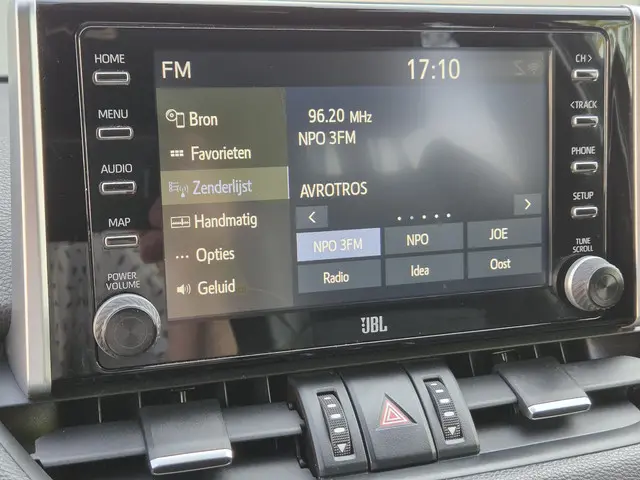 FM 17:10
HOME
MENU
AUDIO
MAP
POWER
VOLUME
Bron
Favorieten
Zenderlijst
Handmatig
Opties
Geluid
96.20 MHz
NPO 3FM
AVROTROS
NPO 3FM NPO JOE
Radio Idea Oost
CH >
< TRACK
PHONE
SETUP
TUNE
SCROLL
JBL